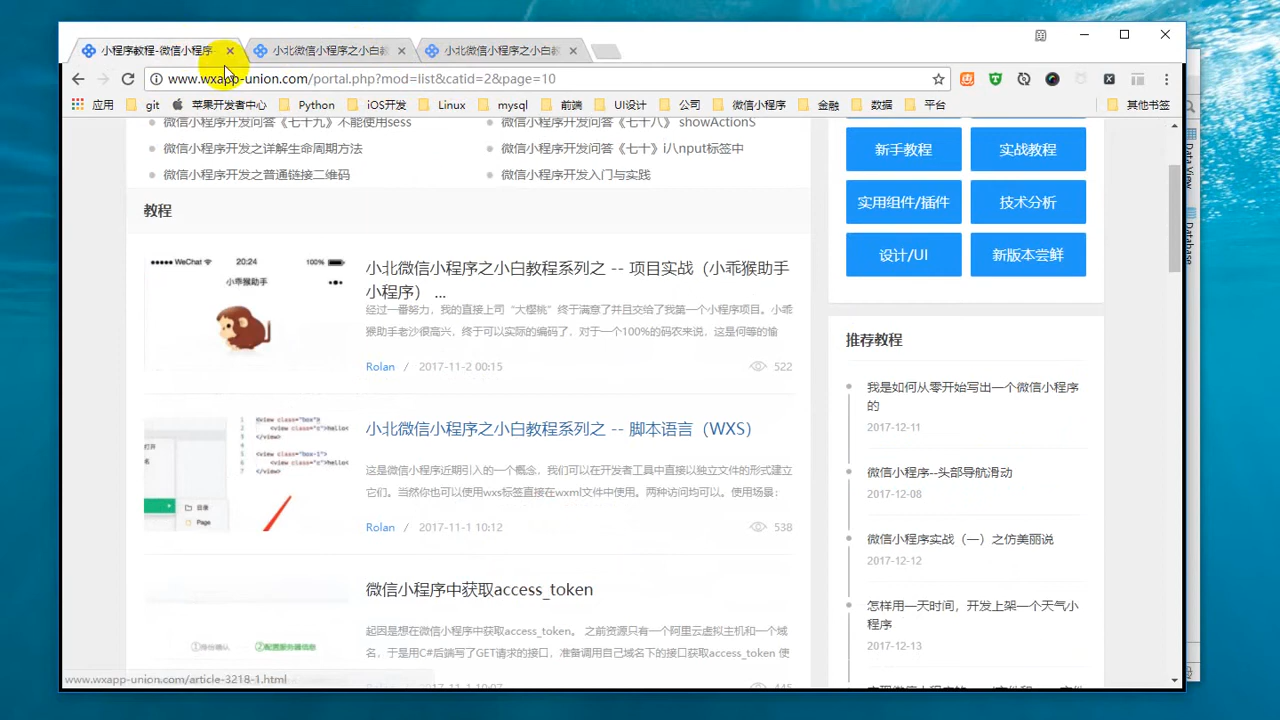 小程序教程-微信小程序
小北微信小程序之小白教
小北微信小程序之小白教
www.wxapp-union.com/portal.php?mod=list&catid=2&page=10
应用 git 苹果开发者中心 Python iOS开发 Linux mysql 前端 UI设计 公司 微信小程序 金融 数据 平台 其他书签
微信小程序开发问答《七十九》不能使用sess
微信小程序开发问答《七十八》 showActionS
微信小程序开发之详解生命周期方法
微信小程序开发问答《七十》i八nput标签中
微信小程序开发之普通链接二维码
微信小程序开发入门与实践
教程
WeChat 20:24 100%
小乖猴助手
小北微信小程序之小白教程系列之 -- 项目实战（小乖猴助手
小程序） ...
经过一番努力，我的直接上司“大樱桃”终于满意了并且交给了我第一个小程序项目。小乖
猴助手老沙很高兴，终于可以实际的编码了，对于一个100%的码农来说，这是何等的愉
Rolan / 2017-11-2 00:15 522
小北微信小程序之小白教程系列之 -- 脚本语言（WXS）
这是微信小程序近期引入的一个概念，我们可以在开发者工具中直接以独立文件的形式建立
它们。当然你也可以使用wxs标签直接在wxml文件中使用。两种访问均可以。使用场景：
Rolan / 2017-11-1 10:12 538
目录
Page
微信小程序中获取access_token
起因是想在微信小程序中获取access_token。 之前资源只有一个阿里云虚拟主机和一个域
名，于是用C#后端写了GET请求的接口，准备调用自己域名下的接口获取access_token 使
②配置服务器信息
www.wxapp-union.com/article-3218-1.html
新手教程
实战教程
实用组件/插件
技术分析
设计/UI
新版本尝鲜
推荐教程
我是如何从零开始写出一个微信小程序
的
2017-12-11
微信小程序--头部导航滑动
2017-12-08
微信小程序实战（一）之仿美丽说
2017-12-12
怎样用一天时间，开发上架一个天气小
程序
2017-12-13
Data View
Database